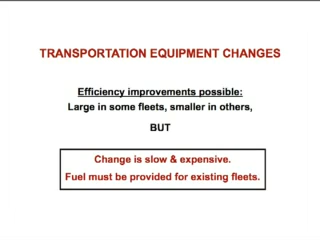 TRANSPORTATION EQUIPMENT CHANGES
Efficiency improvements possible:
Large in some fleets, smaller in others,
BUT
Change is slow & expensive.
Fuel must be provided for existing fleets.